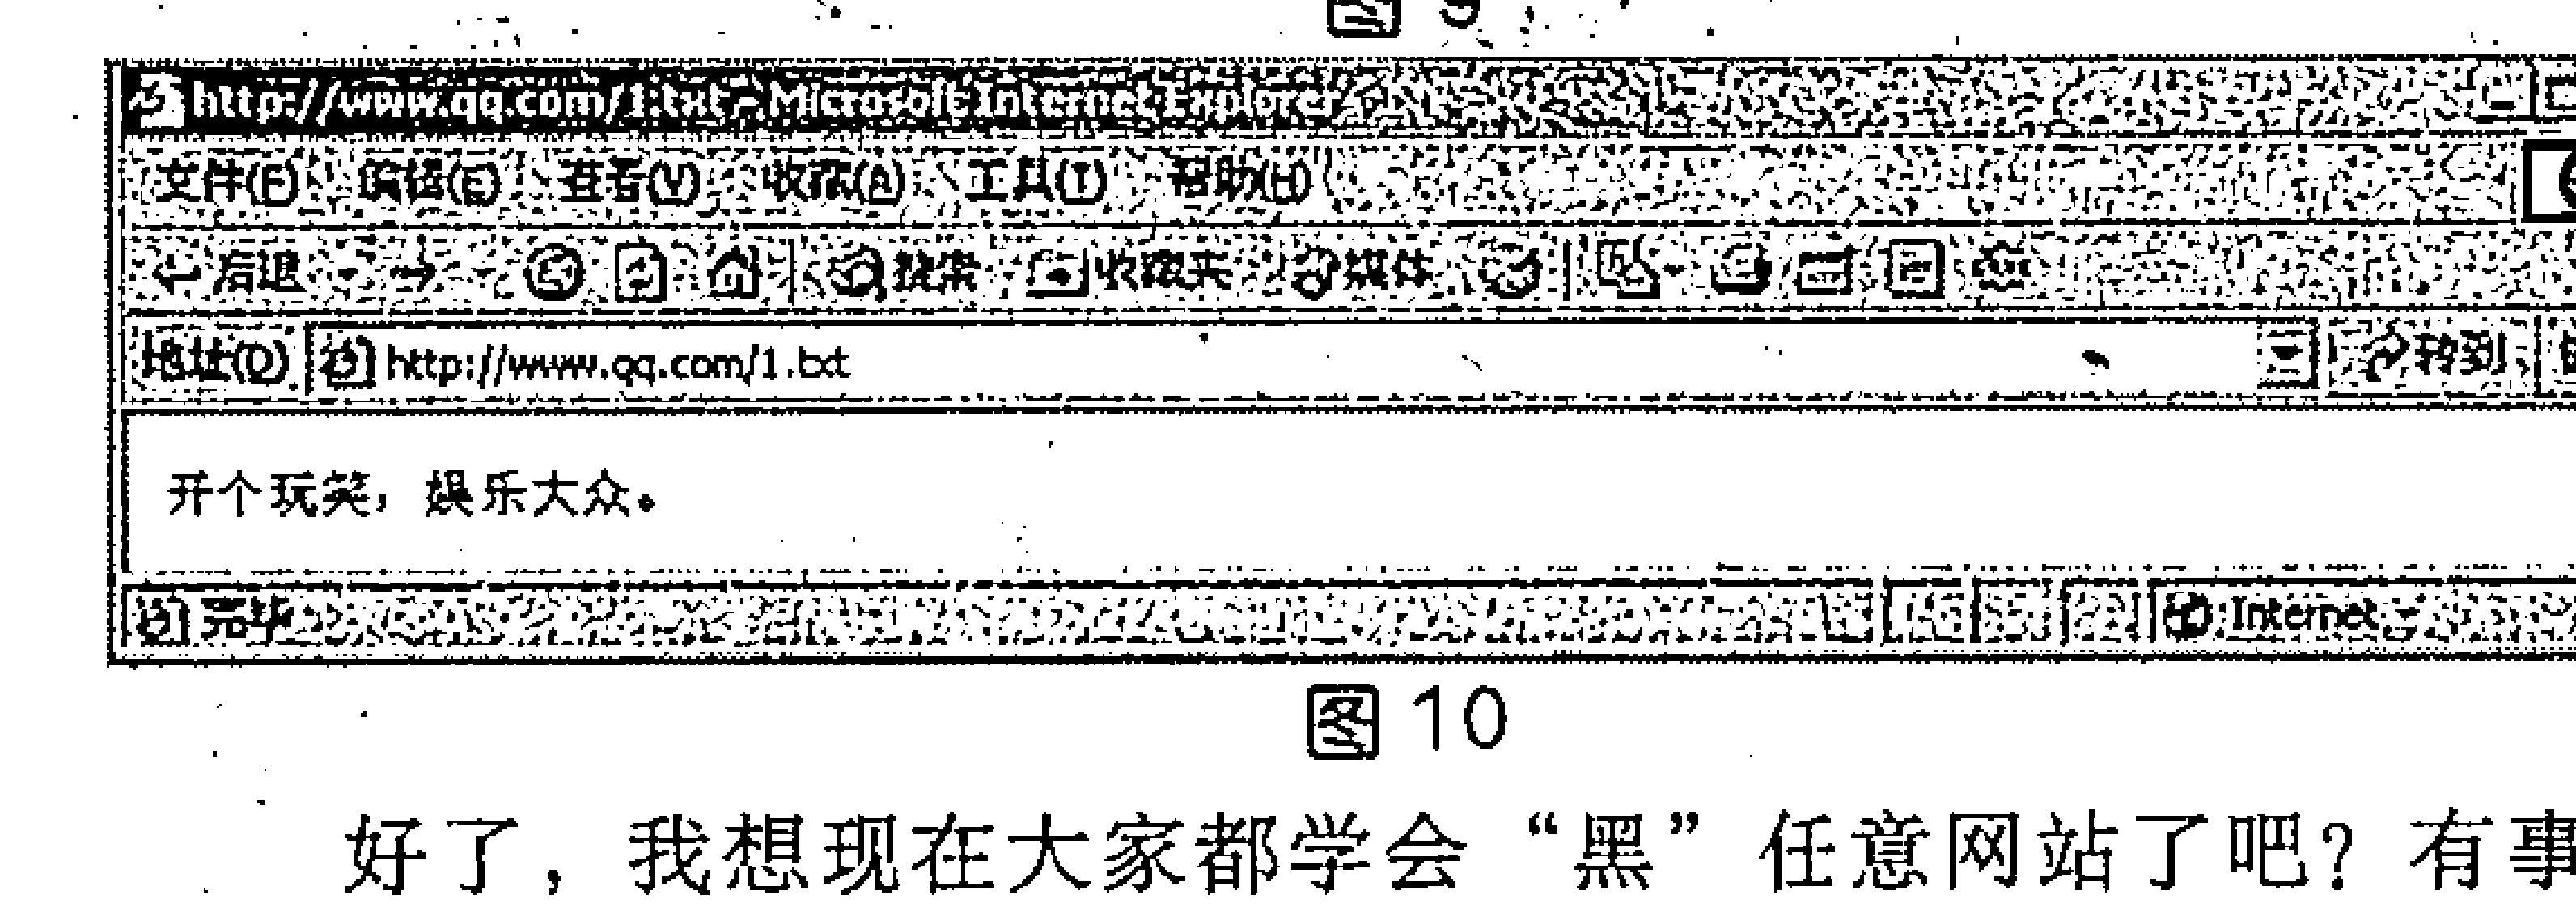 图 9
http://www.qq.com/1.txt - Microsoft Internet Explorer
文件(F) 编辑(E) 查看(V) 收藏(A) 工具(T) 帮助(H)
后退 搜索 收藏夹 媒体
地址(D) http://www.qq.com/1.txt 转到
开个玩笑，娱乐大众。
完毕 Internet
图 10
好了，我想现在大家都学会“黑”任意网站了吧？有事